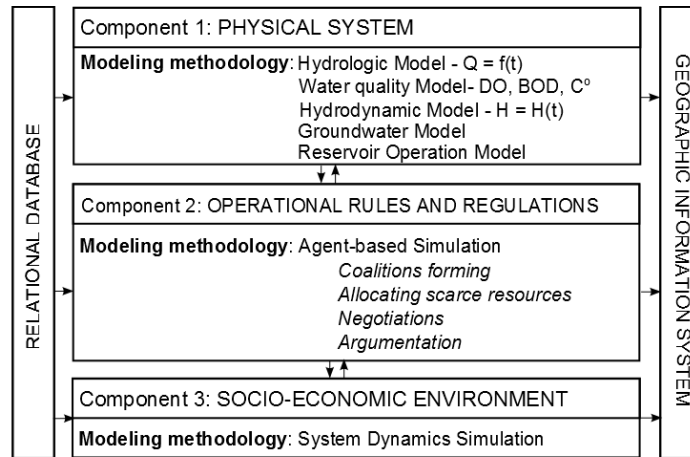 RELATIONAL DATABASE
Component 1: PHYSICAL SYSTEM
Modeling methodology: Hydrologic Model - Q = f(t)
Water quality Model- DO, BOD, Cº
Hydrodynamic Model - H = H(t)
Groundwater Model
Reservoir Operation Model
Component 2: OPERATIONAL RULES AND REGULATIONS
Modeling methodology: Agent-based Simulation
Coalitions forming
Allocating scarce resources
Negotiations
Argumentation
Component 3: SOCIO-ECONOMIC ENVIRONMENT
Modeling methodology: System Dynamics Simulation
GEOGRAPHIC INFORMATION SYSTEM